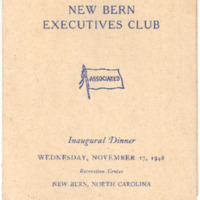 NEW BERN
EXECUTIVES CLUB
ASSOCIATED
Inaugural Dinner
WEDNESDAY, NOVEMBER 17, 1948
Recreation Center
NEW BERN, NORTH CAROLINA